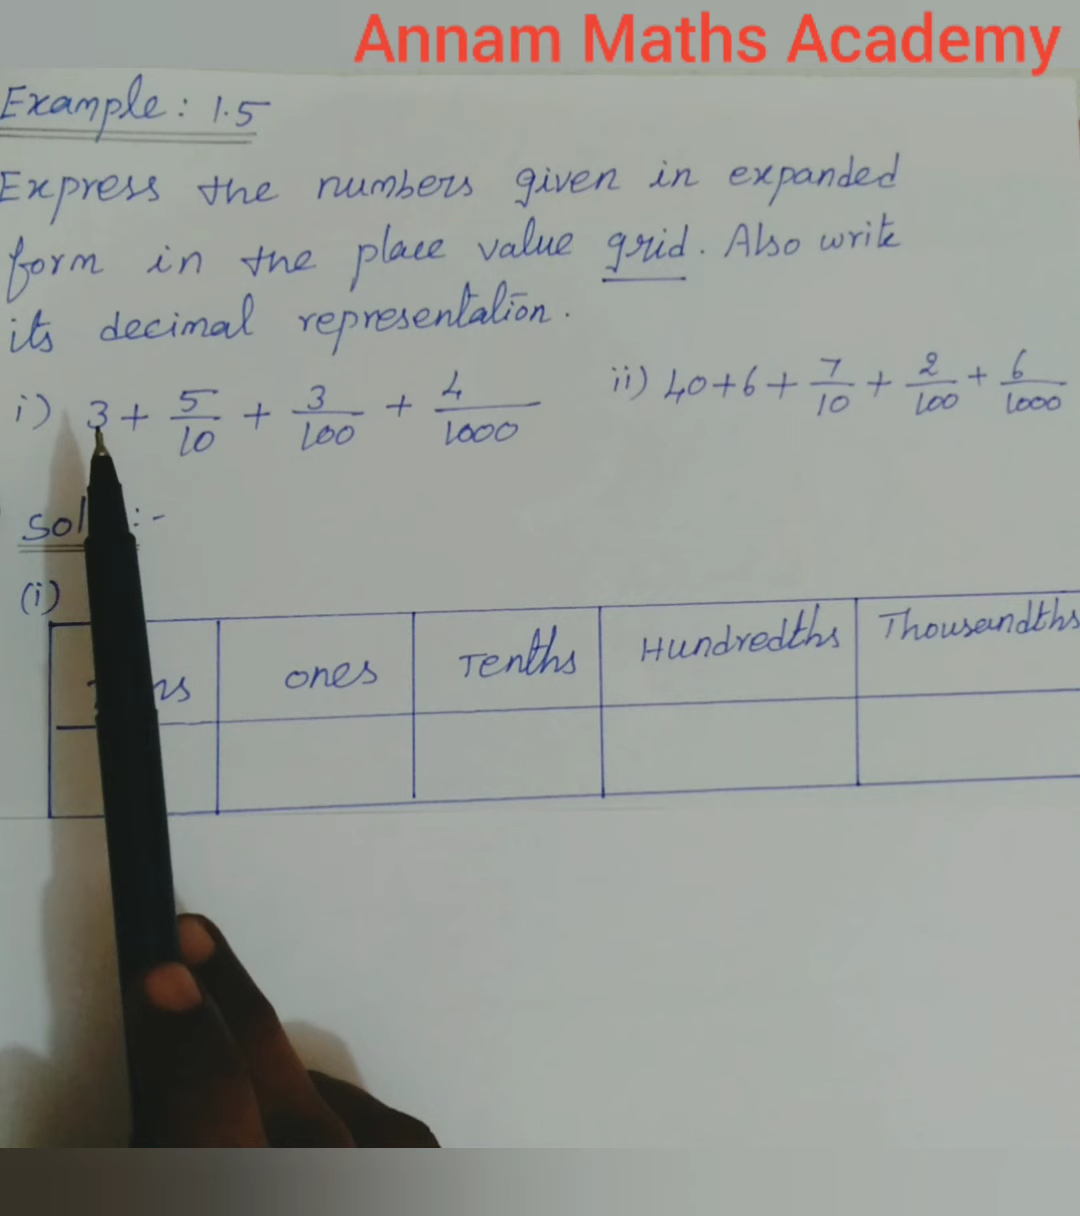 Annam Maths Academy
Example: 1.5
Express the numbers given in expanded
form in the place value grid. Also write
its decimal representation.
i) 3 + 5/10 + 3/100 + 4/1000 ii) 40+6+ 7/10 + 2/100 + 6/1000
:-
(i)
ones Tenths Hundredths Thousandths